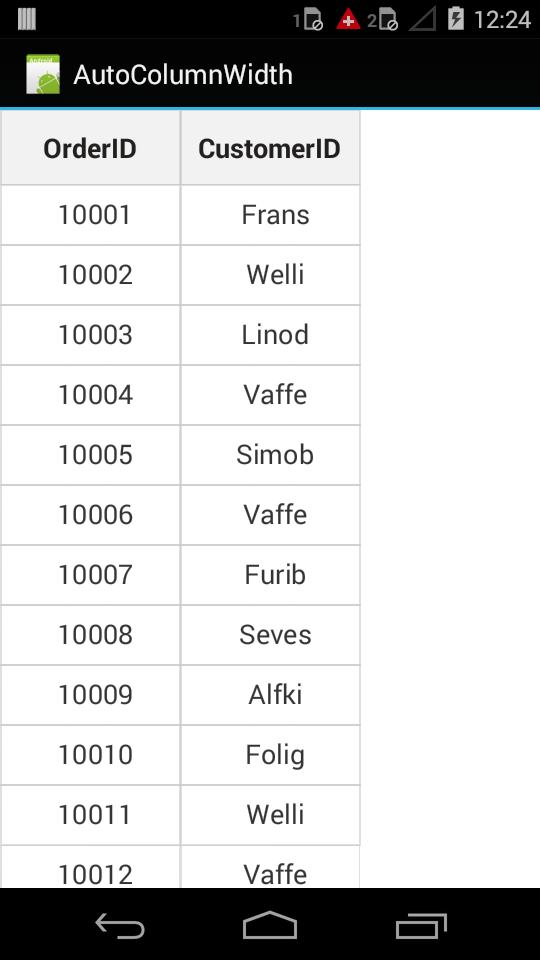 1 2 12:24
Android
AutoColumnWidth
OrderID CustomerID
10001 Frans
10002 Welli
10003 Linod
10004 Vaffe
10005 Simob
10006 Vaffe
10007 Furib
10008 Seves
10009 Alfki
10010 Folig
10011 Welli
10012 Vaffe